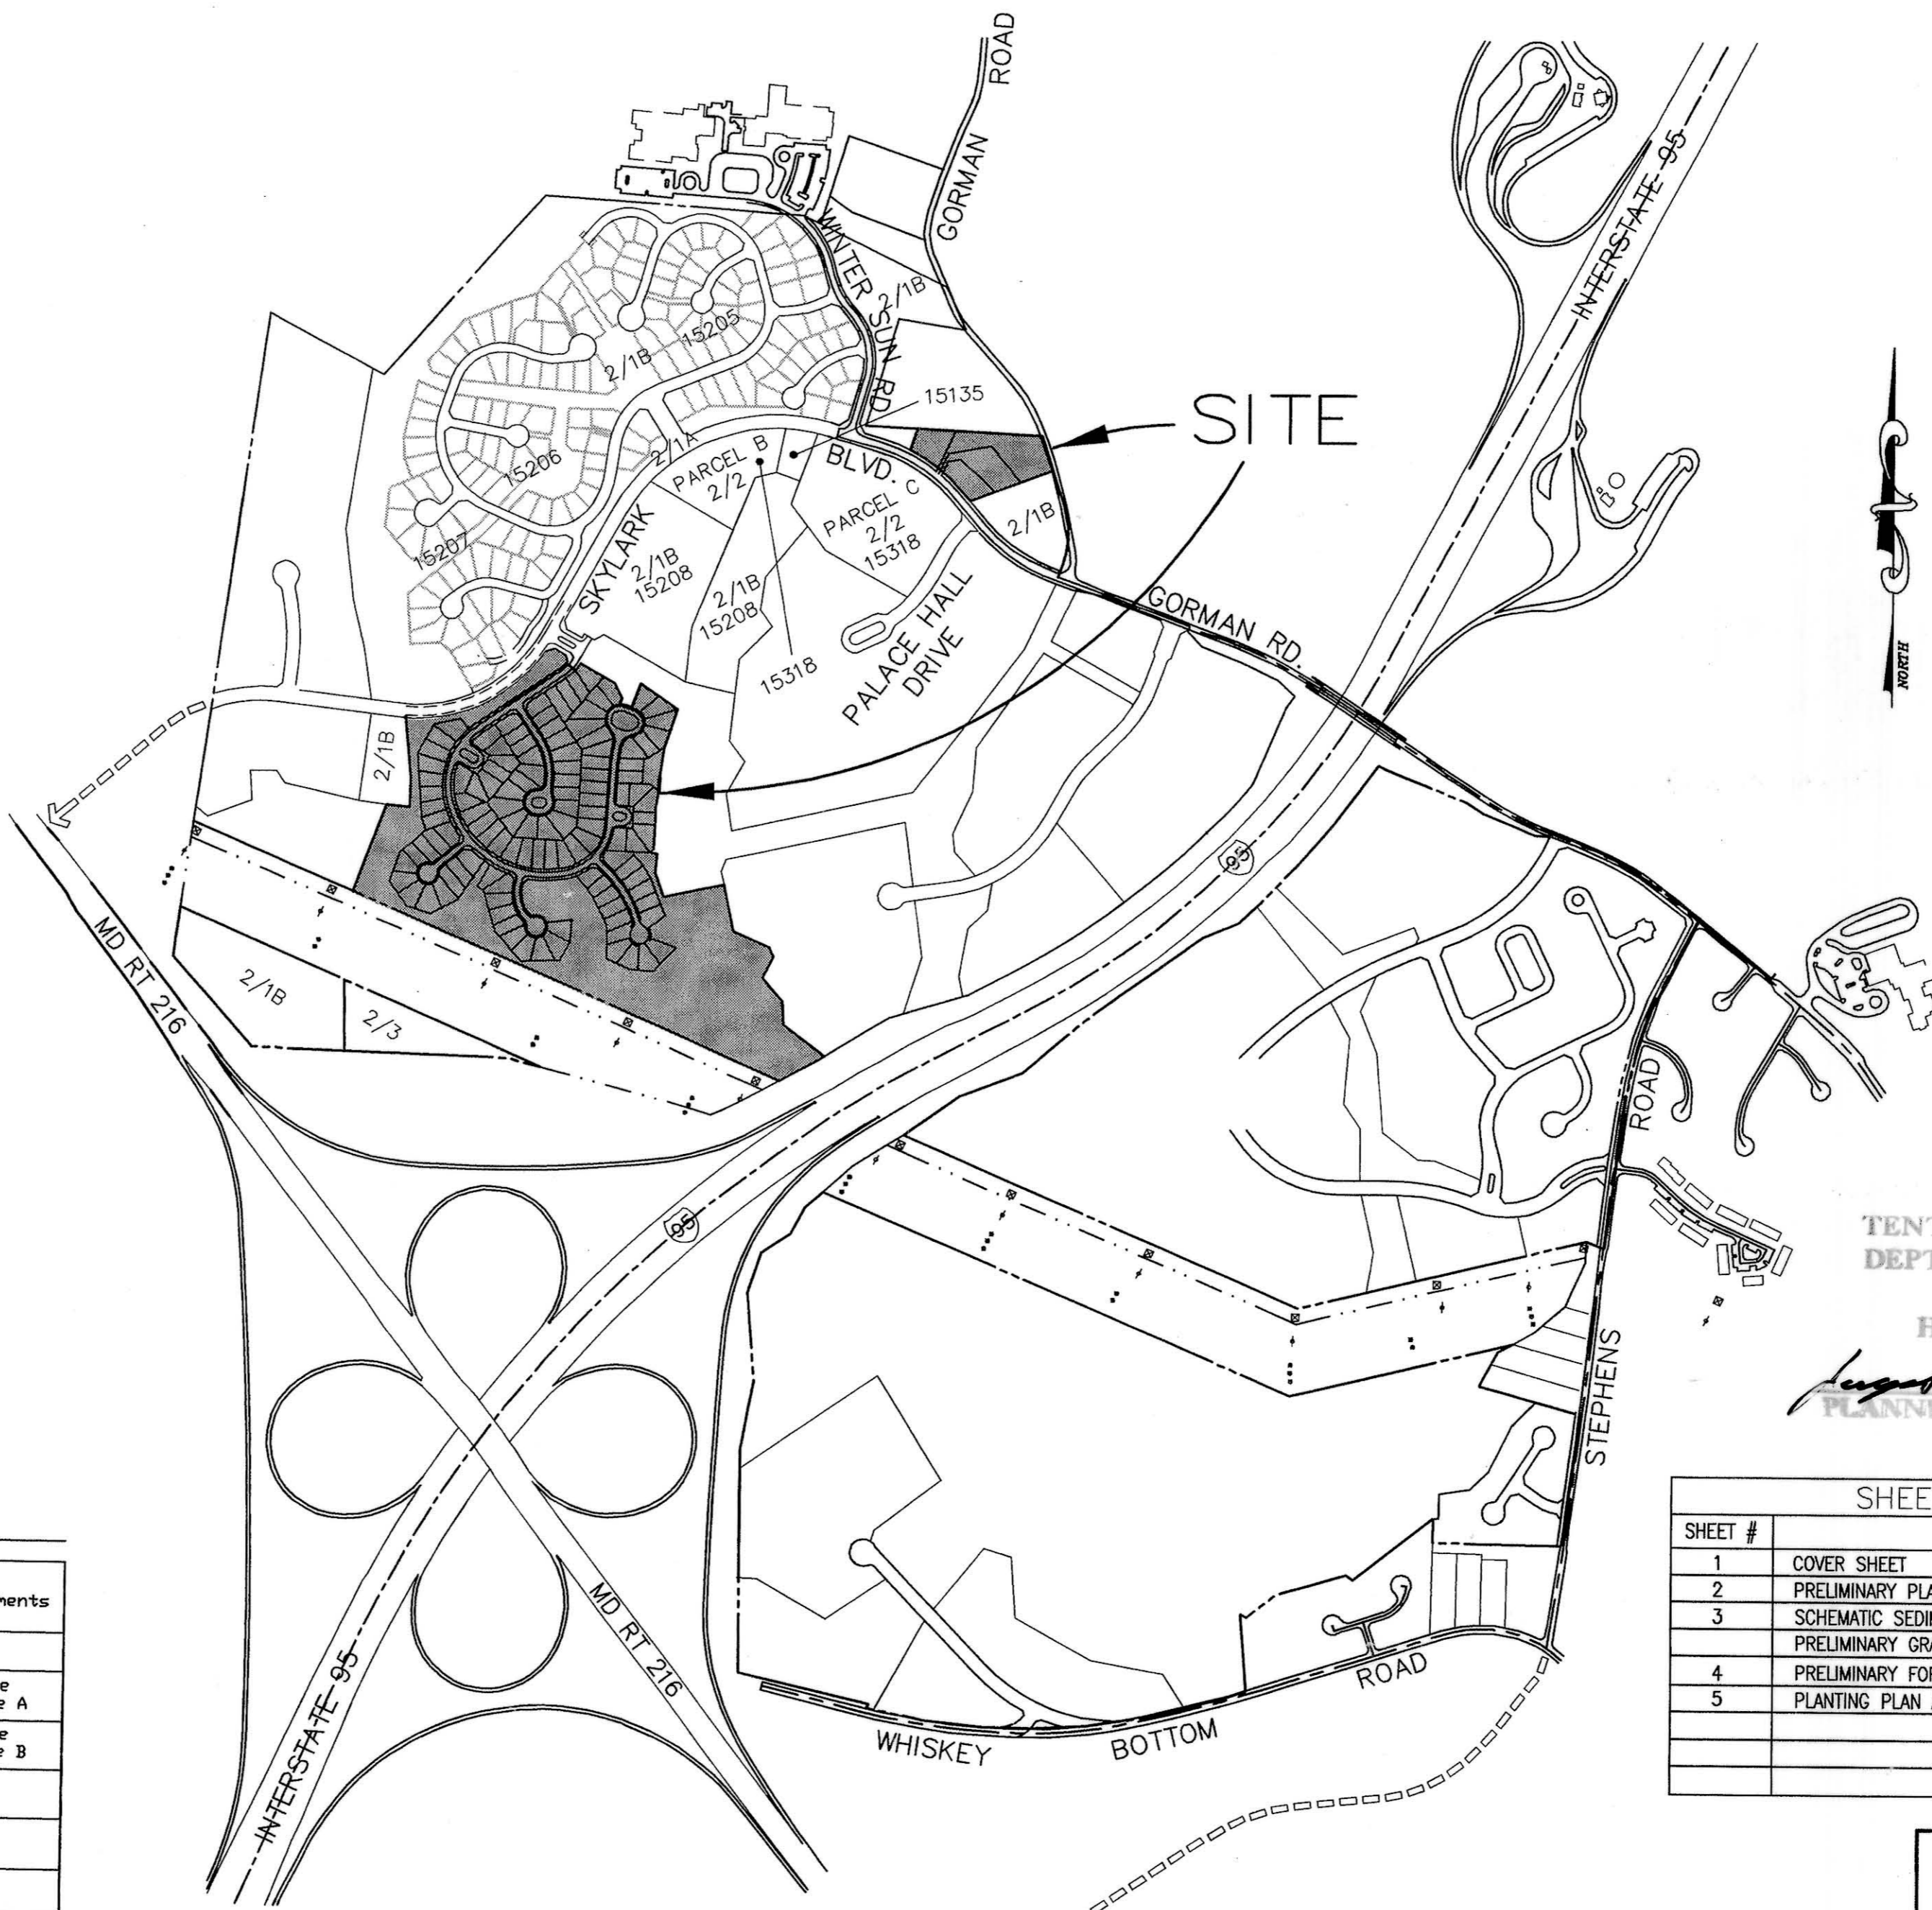 GORMAN ROAD
INTERSTATE 95
WINTER SUN RD.
2/1B
15205
2/1B
15135
SITE
2/1A
PARCEL B
2/2
BLVD.
PARCEL C
2/2
15318
2/1B
15206
15207
SKYLARK
2/1B
15208
2/1B
15208
15318
PALACE HALL
DRIVE
GORMAN RD.
NORTH
2/1B
95
MD RT 216
2/1B
2/3
ROAD
95
STEPHENS
MD RT 216
INTERSTATE 95
WHISKEY
BOTTOM
ROAD
TENT
DEPT
H
PLANN
SHEE
SHEET #
1 COVER SHEET
2 PRELIMINARY PLA
3 SCHEMATIC SEDI
PRELIMINARY GRA
4 PRELIMINARY FOR
5 PLANTING PLAN
ments
e
e A
e
e B